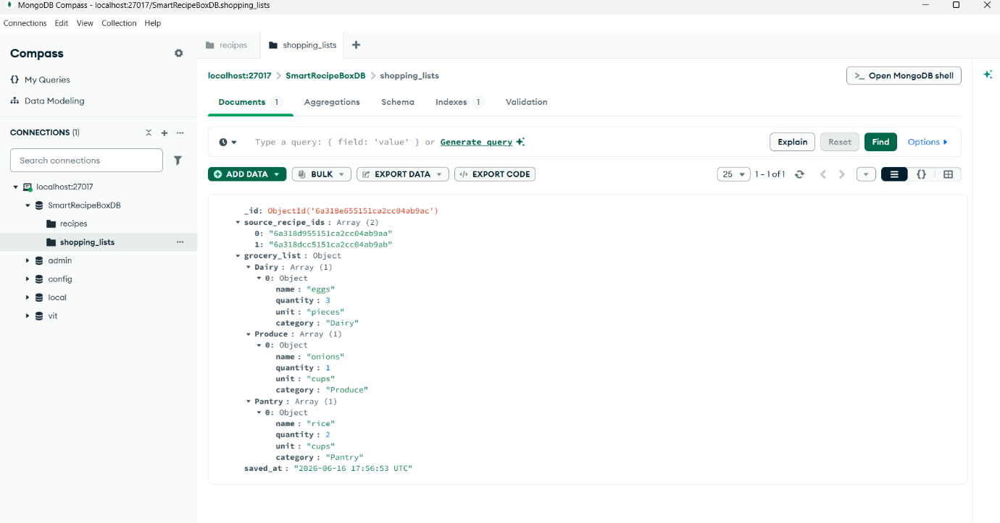 MongoDB Compass - localhost:27017/SmartRecipeBoxDB.shopping_lists
Connections Edit View Collection Help
Compass
My Queries
Data Modeling
CONNECTIONS (1)
Search connections
localhost:27017
SmartRecipeBoxDB
recipes
shopping_lists
admin
config
local
vit
recipes shopping_lists
localhost:27017 > SmartRecipeBoxDB > shopping_lists
>_ Open MongoDB shell
Documents 1 Aggregations Schema Indexes 1 Validation
Type a query: { field: 'value' } or Generate query
Explain Reset Find Options
ADD DATA BULK EXPORT DATA EXPORT CODE
25 1 – 1 of 1
_id: ObjectId('6a318e655151ca2cc04ab9ac')
source_recipe_ids : Array (2)
0: "6a318d955151ca2cc04ab9aa"
1: "6a318dcc5151ca2cc04ab9ab"
grocery_list : Object
Dairy : Array (1)
0: Object
name : "eggs"
quantity : 3
unit : "pieces"
category : "Dairy"
Produce : Array (1)
0: Object
name : "onions"
quantity : 1
unit : "cups"
category : "Produce"
Pantry : Array (1)
0: Object
name : "rice"
quantity : 2
unit : "cups"
category : "Pantry"
saved_at : "2026-06-16 17:56:53 UTC"